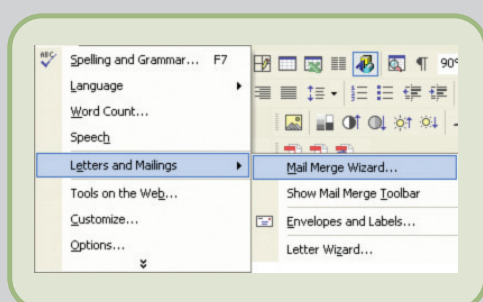 Spelling and Grammar... F7
Language
Word Count...
Speech
Letters and Mailings
Tools on the Web...
Customize...
Options...
90%
Mail Merge Wizard...
Show Mail Merge Toolbar
Envelopes and Labels...
Letter Wizard...